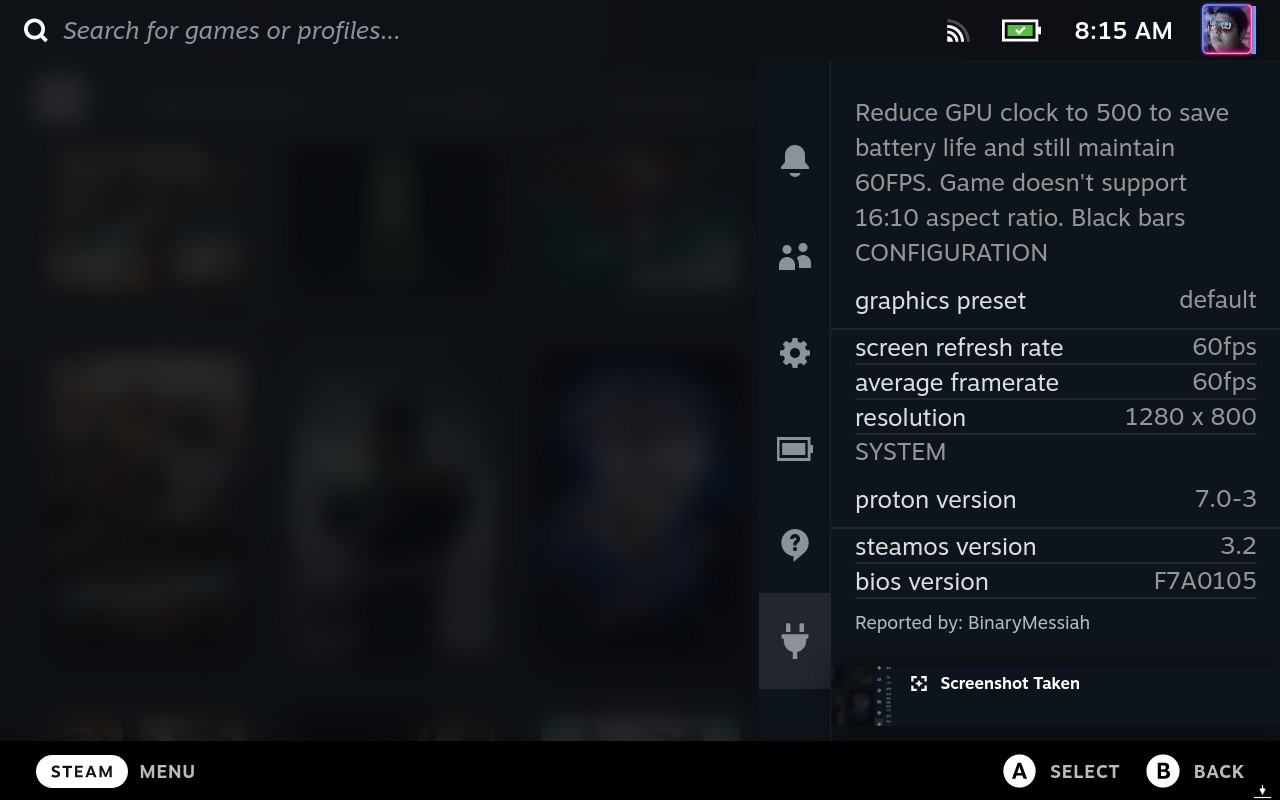 Search for games or profiles...
8:15 AM
Reduce GPU clock to 500 to save
battery life and still maintain
60FPS. Game doesn't support
16:10 aspect ratio. Black bars
CONFIGURATION
graphics preset default
screen refresh rate 60fps
average framerate 60fps
resolution 1280 x 800
SYSTEM
proton version 7.0-3
steamos version 3.2
bios version F7A0105
Reported by: BinaryMessiah
Screenshot Taken
STEAM MENU A SELECT B BACK